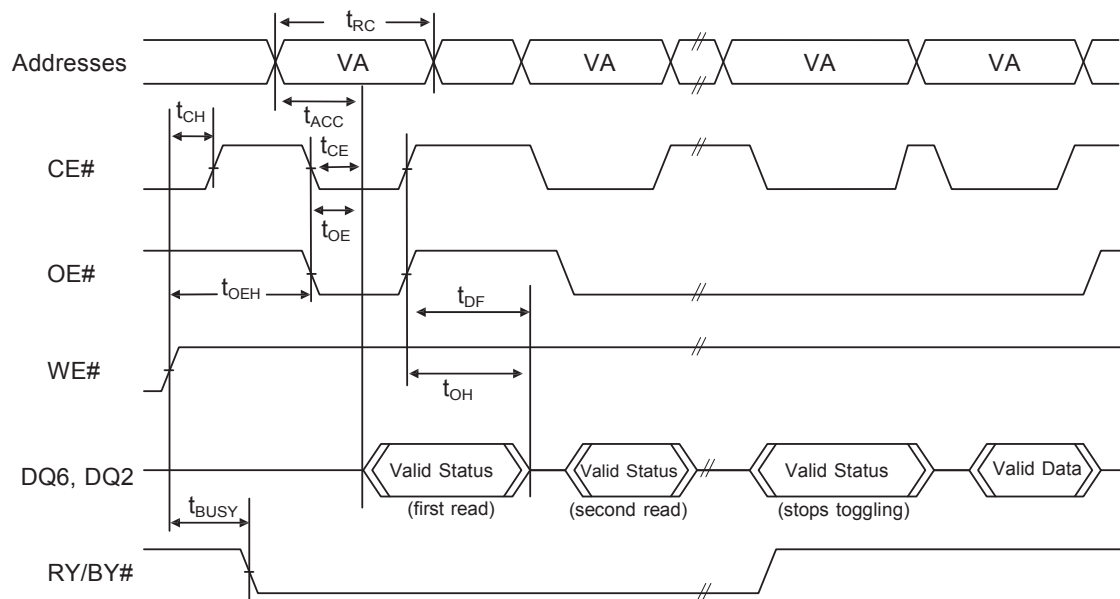 tRC
Addresses VA VA VA VA
tACC
tCH
tCE
CE#
tOE
OE#
tOEH
tDF
WE#
tOH
DQ6, DQ2 Valid Status Valid Status Valid Status Valid Data
(first read) (second read) (stops toggling)
tBUSY
RY/BY#